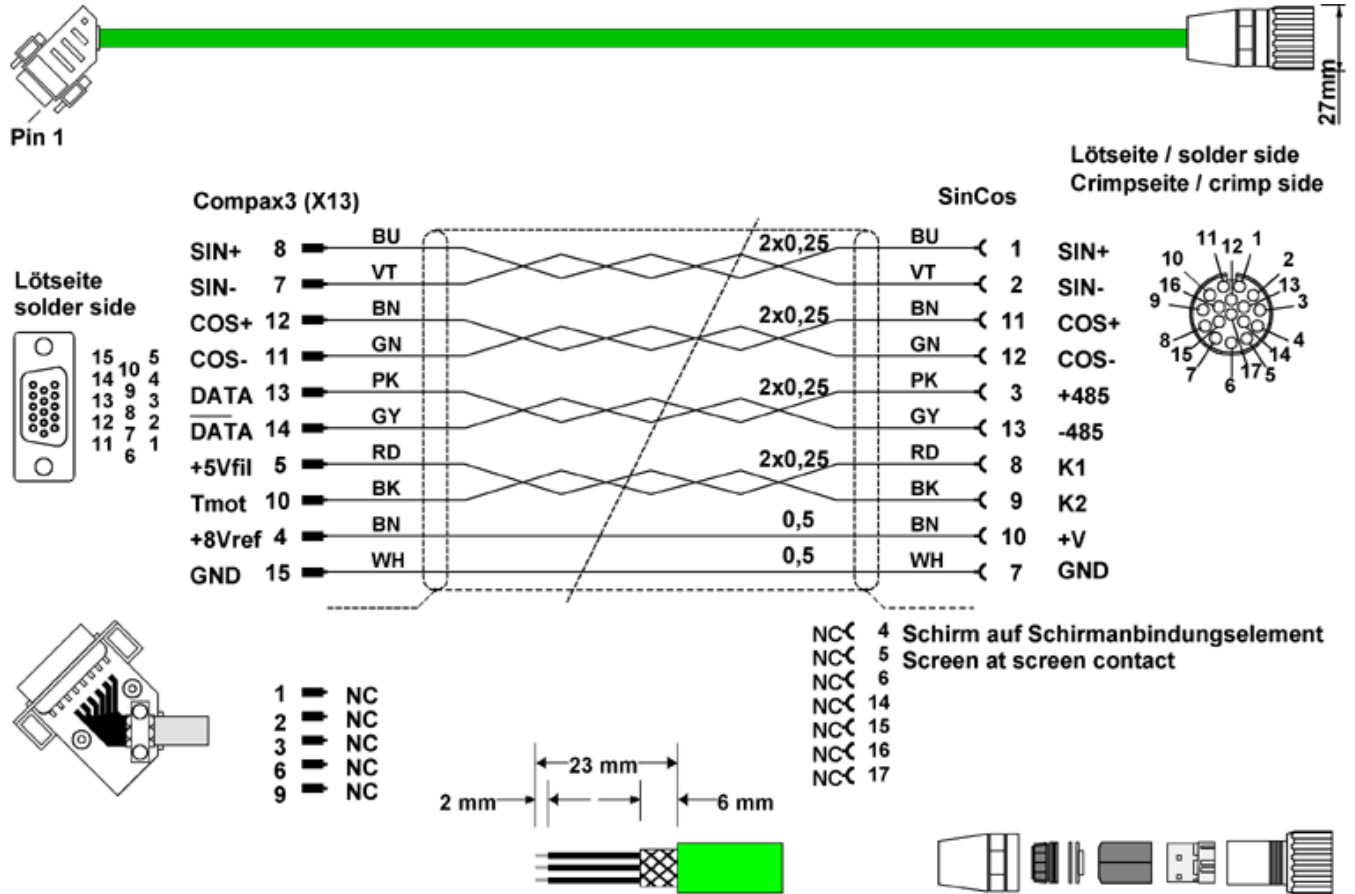 27mm
Pin 1
Lötseite / solder side
Crimpseite / crimp side
Compax3 (X13)
SinCos
Lötseite
solder side
15 10 5
14 9 4
13 8 3
12 7 2
11 6 1
SIN+ 8 BU 2x0,25 BU 1 SIN+
SIN- 7 VT VT 2 SIN-
COS+ 12 BN 2x0,25 BN 11 COS+
COS- 11 GN GN 12 COS-
DATA 13 PK 2x0,25 PK 3 +485
DATA 14 GY GY 13 -485
+5Vfil 5 RD 2x0,25 RD 8 K1
Tmot 10 BK BK 9 K2
+8Vref 4 BN 0,5 BN 10 +V
GND 15 WH 0,5 WH 7 GND
11 12 1
10 2
16 13
9 3
8 4
15 14
7 17 5
6
NC 4 Schirm auf Schirmanbindungselement
NC 5 Screen at screen contact
NC 6
NC 14
NC 15
NC 16
NC 17
1 NC
2 NC
3 NC
6 NC
9 NC
23 mm
2 mm 6 mm